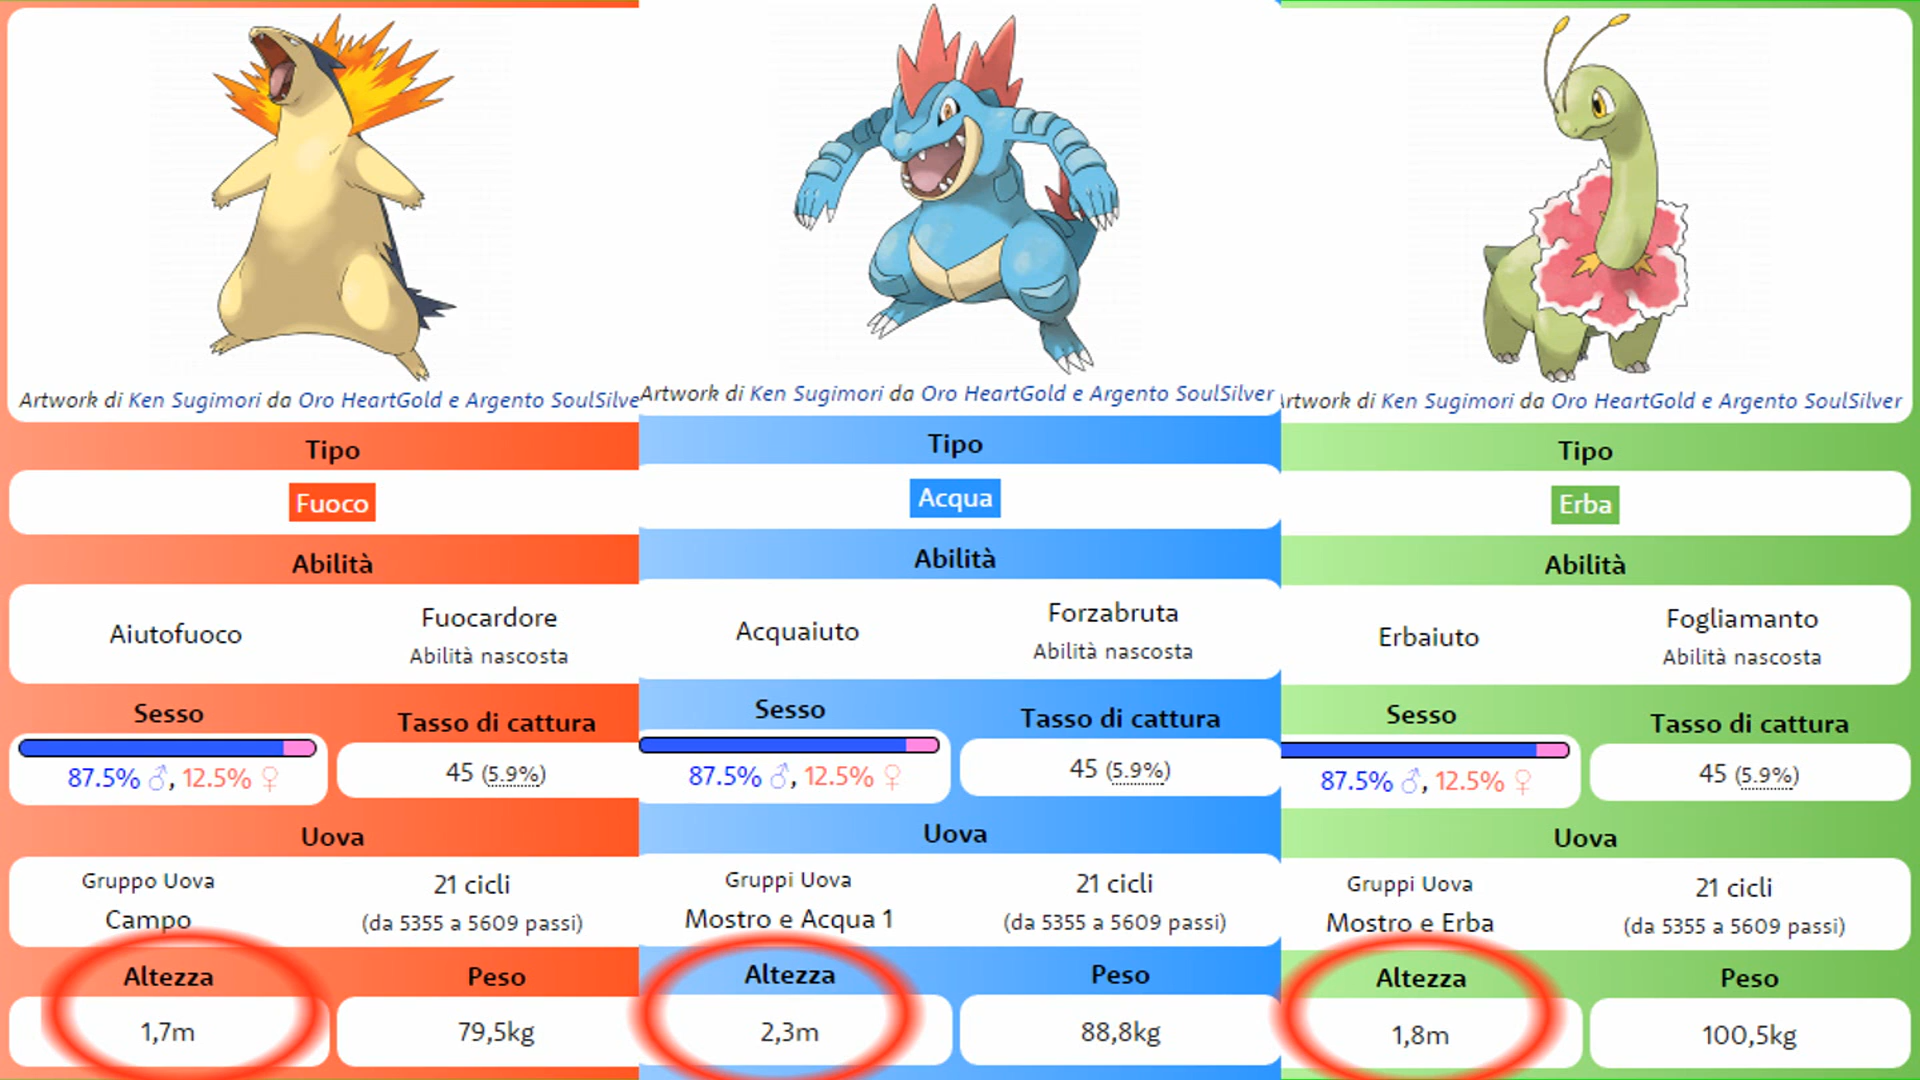 Artwork di Ken Sugimori da Oro HeartGold e Argento SoulSilve
Tipo
Fuoco
Abilità
Aiutofuoco
Fuocardore
Abilità nascosta
Sesso
87.5% ♂, 12.5% ♀
Tasso di cattura
45 (5.9%)
Uova
Gruppo Uova
Campo
21 cicli
(da 5355 a 5609 passi)
Altezza
1,7m
Peso
79,5kg
Artwork di Ken Sugimori da Oro HeartGold e Argento SoulSilver
Tipo
Acqua
Abilità
Acquaiuto
Forzabruta
Abilità nascosta
Sesso
87.5% ♂, 12.5% ♀
Tasso di cattura
45 (5.9%)
Uova
Gruppi Uova
Mostro e Acqua 1
21 cicli
(da 5355 a 5609 passi)
Altezza
2,3m
Peso
88,8kg
Artwork di Ken Sugimori da Oro HeartGold e Argento SoulSilver
Tipo
Erba
Abilità
Erbaiuto
Fogliamanto
Abilità nascosta
Sesso
87.5% ♂, 12.5% ♀
Tasso di cattura
45 (5.9%)
Uova
Gruppi Uova
Mostro e Erba
21 cicli
(da 5355 a 5609 passi)
Altezza
1,8m
Peso
100,5kg